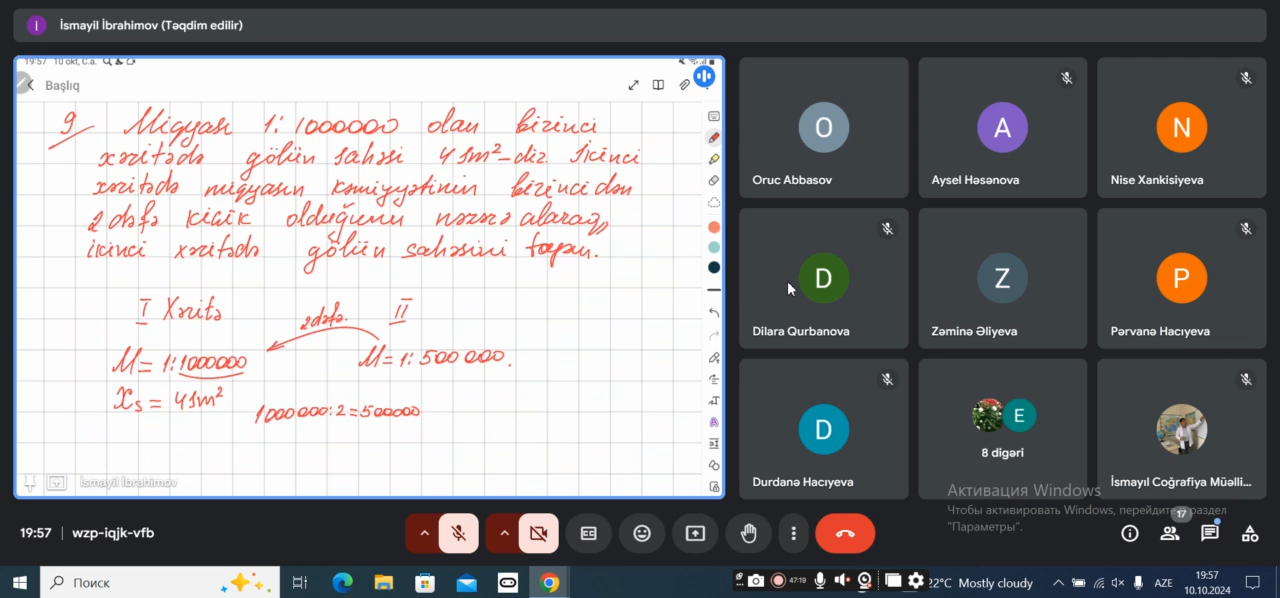 İsmayil İbrahimov (Təqdim edilir)
19:57 10 okt, C.a.
Başlıq
9 Miqyası 1:1000000 olan birinci
xəritədə gölün sahəsi 4 sm²-dir. İkinci
xəritədə miqyasın kəmiyyətinin birincidən
2 dəfə kiçik olduğunu nəzərə alaraq,
ikinci xəritədə gölün sahəsini tapın.
I Xəritə
2 dəfə.
II
M = 1:1000000
M = 1:500 000.
Xs = 4 sm²
1000000:2=500000
İsmayil İbrahimov
O
Oruc Abbasov
A
Aysel Həsənova
N
Nise Xankisiyeva
D
Dilara Qurbanova
Z
Zəminə Əliyeva
P
Pərvanə Hacıyeva
D
Durdanə Hacıyeva
E
8 digəri
İsmayıl Coğrafiya Müəlli...
Активация Windows
Чтобы активировать Windows, перейдите в раздел
"Параметры".
19:57 | wzp-iqjk-vfb
17
Поиск
47:19
22°C Mostly cloudy
AZE
19:57
10.10.2024